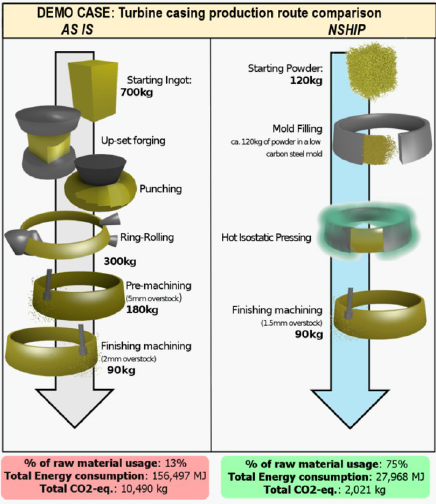 DEMO CASE: Turbine casing production route comparison
AS IS
Starting Ingot:
700kg
Up-set forging
Punching
Ring-Rolling
300kg
Pre-machining
(5mm overstock)
180kg
Finishing machining
(2mm overstock)
90kg
% of raw material usage: 13%
Total Energy consumption: 156,497 MJ
Total CO2-eq.: 10,490 kg
NSHIP
Starting Powder:
120kg
Mold Filling
ca. 120kg of powder in a low
carbon steel mold
Hot Isostatic Pressing
Finishing machining
(1.5mm overstock)
90kg
% of raw material usage: 75%
Total Energy consumption: 27,968 MJ
Total CO2-eq.: 2,021 kg